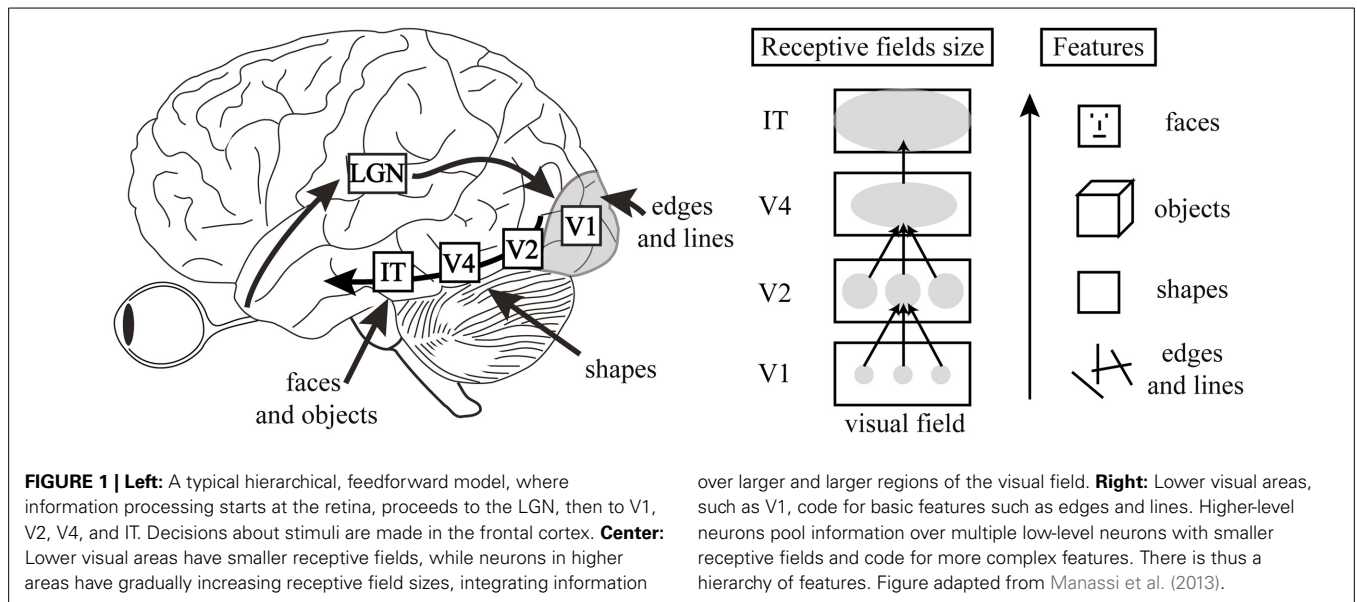 LGN
V1
V2
V4
IT
edges
and lines
shapes
faces
and objects
Receptive fields size
Features
IT
faces
V4
objects
V2
shapes
V1
edges
and lines
visual field
FIGURE 1 | Left: A typical hierarchical, feedforward model, where
information processing starts at the retina, proceeds to the LGN, then to V1,
V2, V4, and IT. Decisions about stimuli are made in the frontal cortex. Center:
Lower visual areas have smaller receptive fields, while neurons in higher
areas have gradually increasing receptive field sizes, integrating information
over larger and larger regions of the visual field. Right: Lower visual areas,
such as V1, code for basic features such as edges and lines. Higher-level
neurons pool information over multiple low-level neurons with smaller
receptive fields and code for more complex features. There is thus a
hierarchy of features. Figure adapted from Manassi et al. (2013).